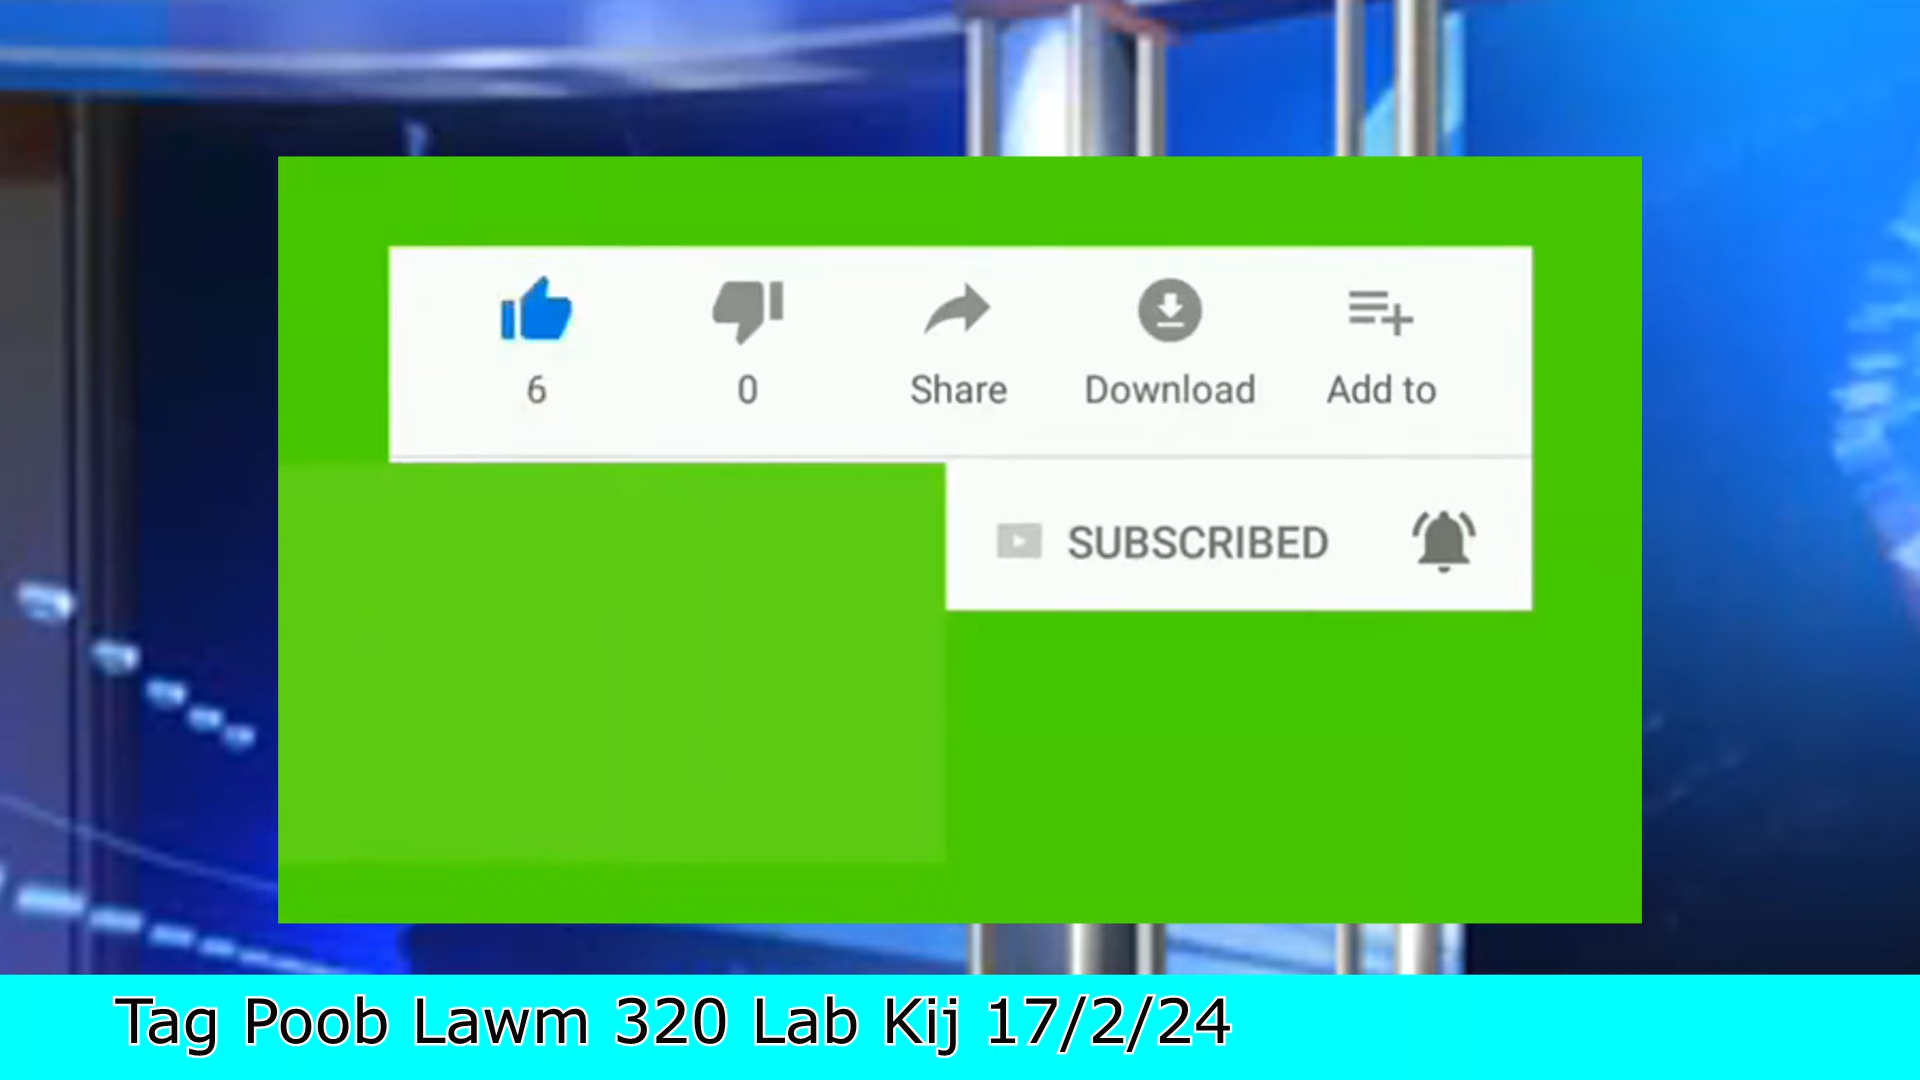 6 0 Share Download Add to
SUBSCRIBED
Tag Poob Lawm 320 Lab Kij 17/2/24